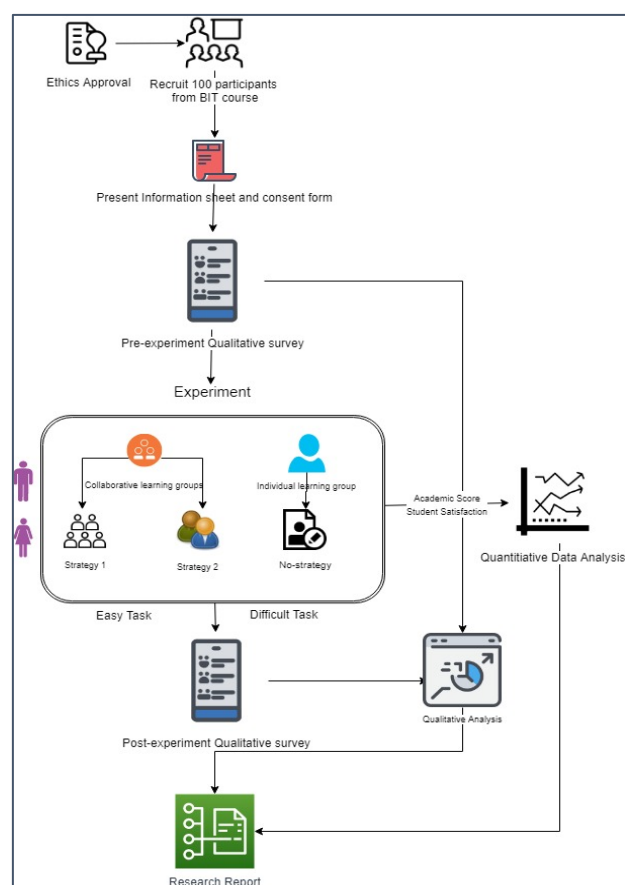 Ethics Approval
Recruit 100 participants
from BIT course
Present Information sheet and consent form
Pre-experiment Qualitative survey
Experiment
Collaborative learning groups
Individual learning group
Strategy 1
Strategy 2
No-strategy
Academic Score
Student Satisfaction
Quantitiative Data Analysis
Easy Task
Difficult Task
Qualitative Analysis
Post-experiment Qualitative survey
Research Report